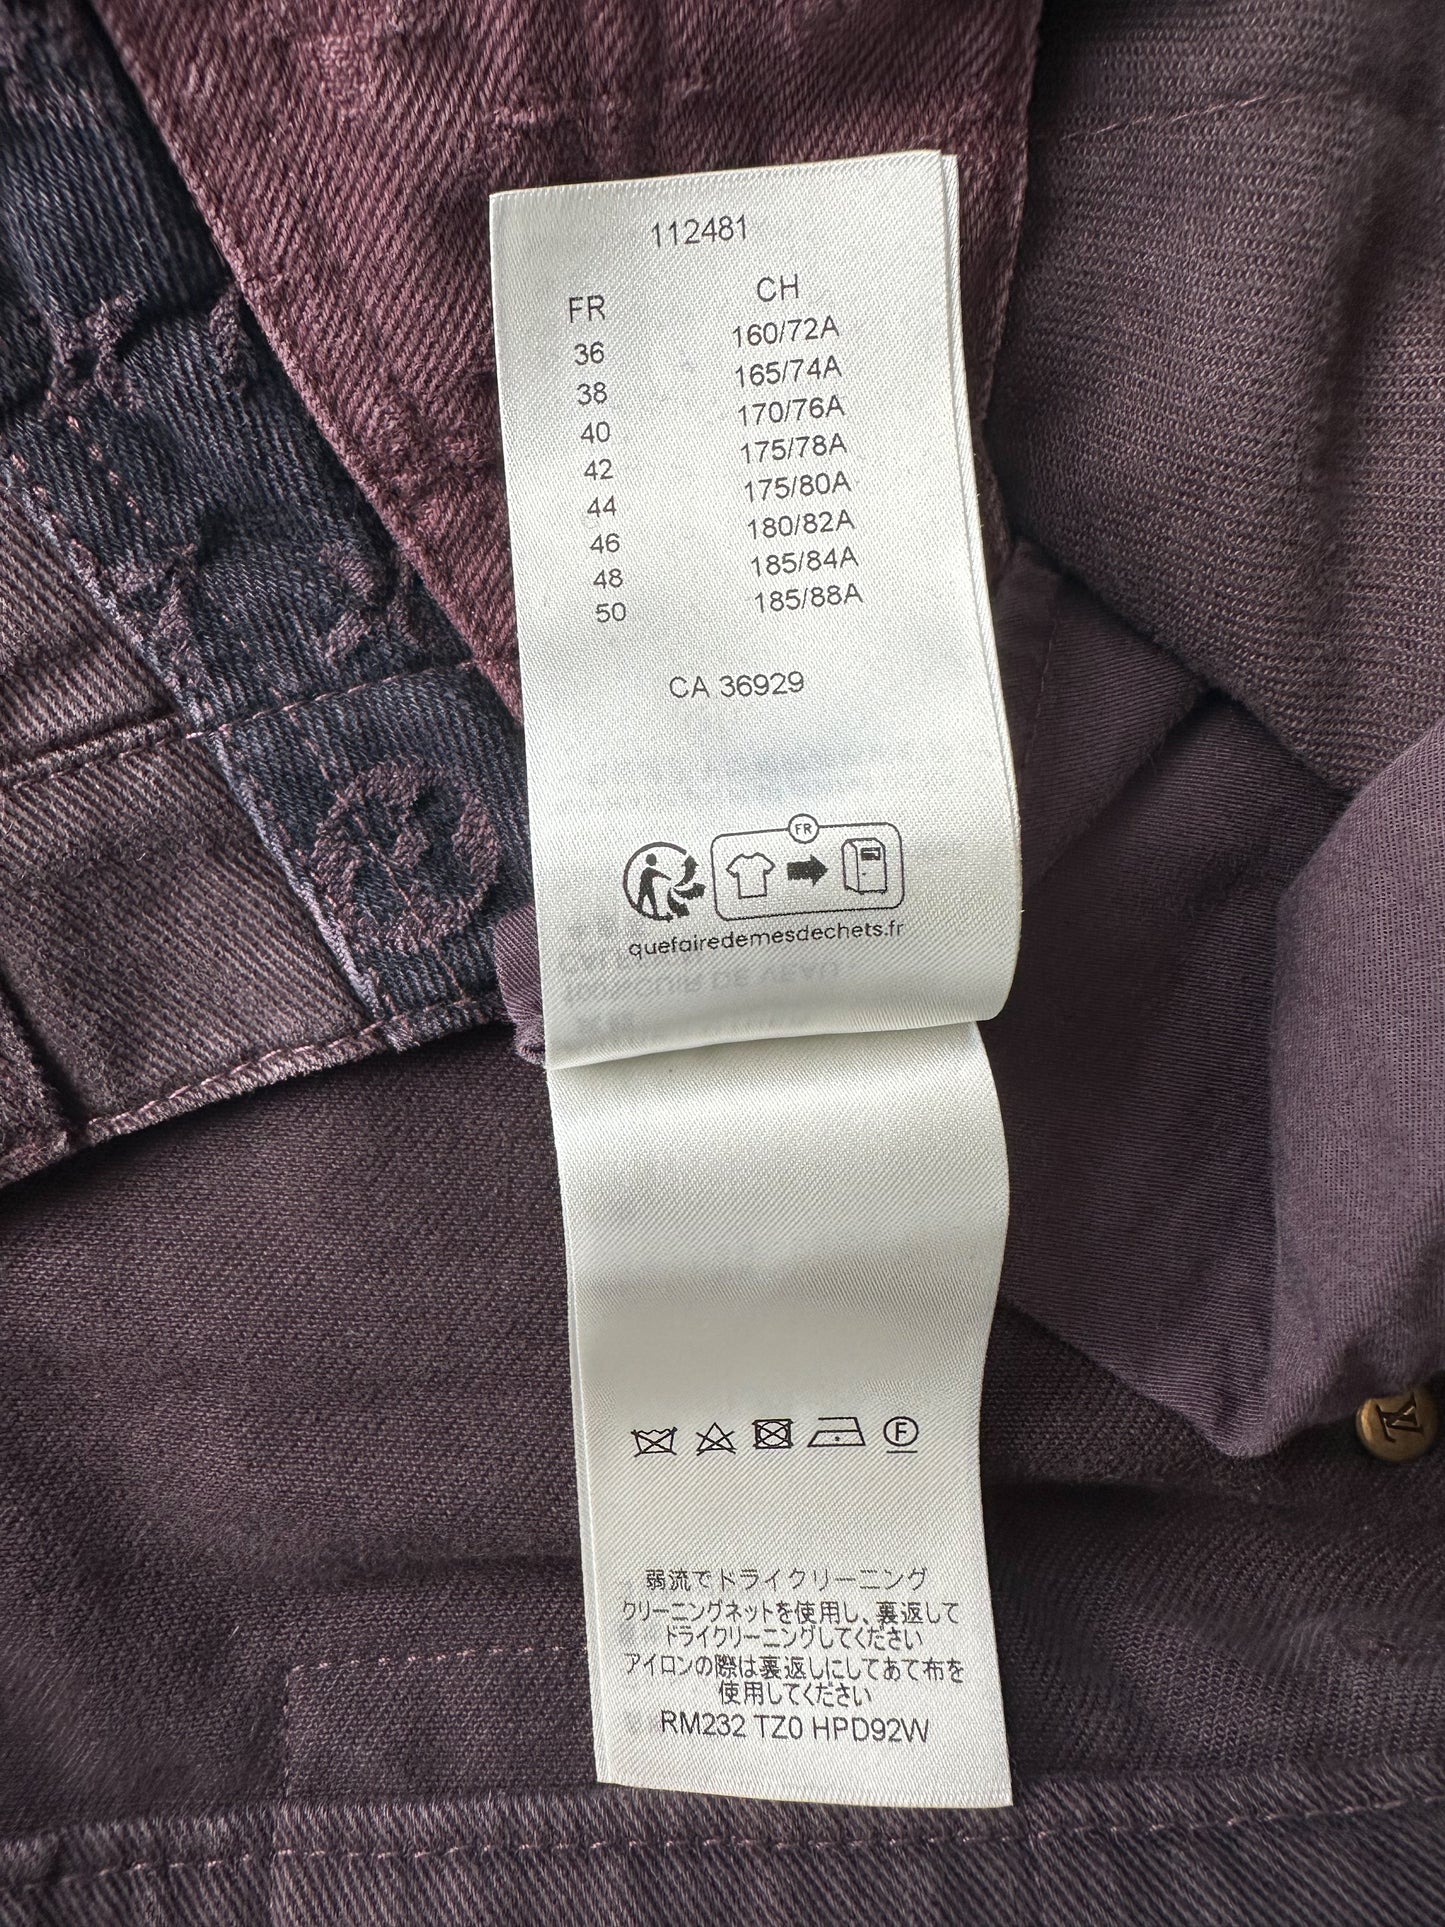 112481
FR CH
36 160/72A
38 165/74A
40 170/76A
42 175/78A
44 175/80A
46 180/82A
48 185/84A
50 185/88A
CA 36929
FR
quefairedemesdechets.fr
F
弱流でドライクリーニング
クリーニングネットを使用し、裏返して
ドライクリーニングしてください
アイロンの際は裏返しにしてあて布を
使用してください
RM232 TZ0 HPD92W
LV